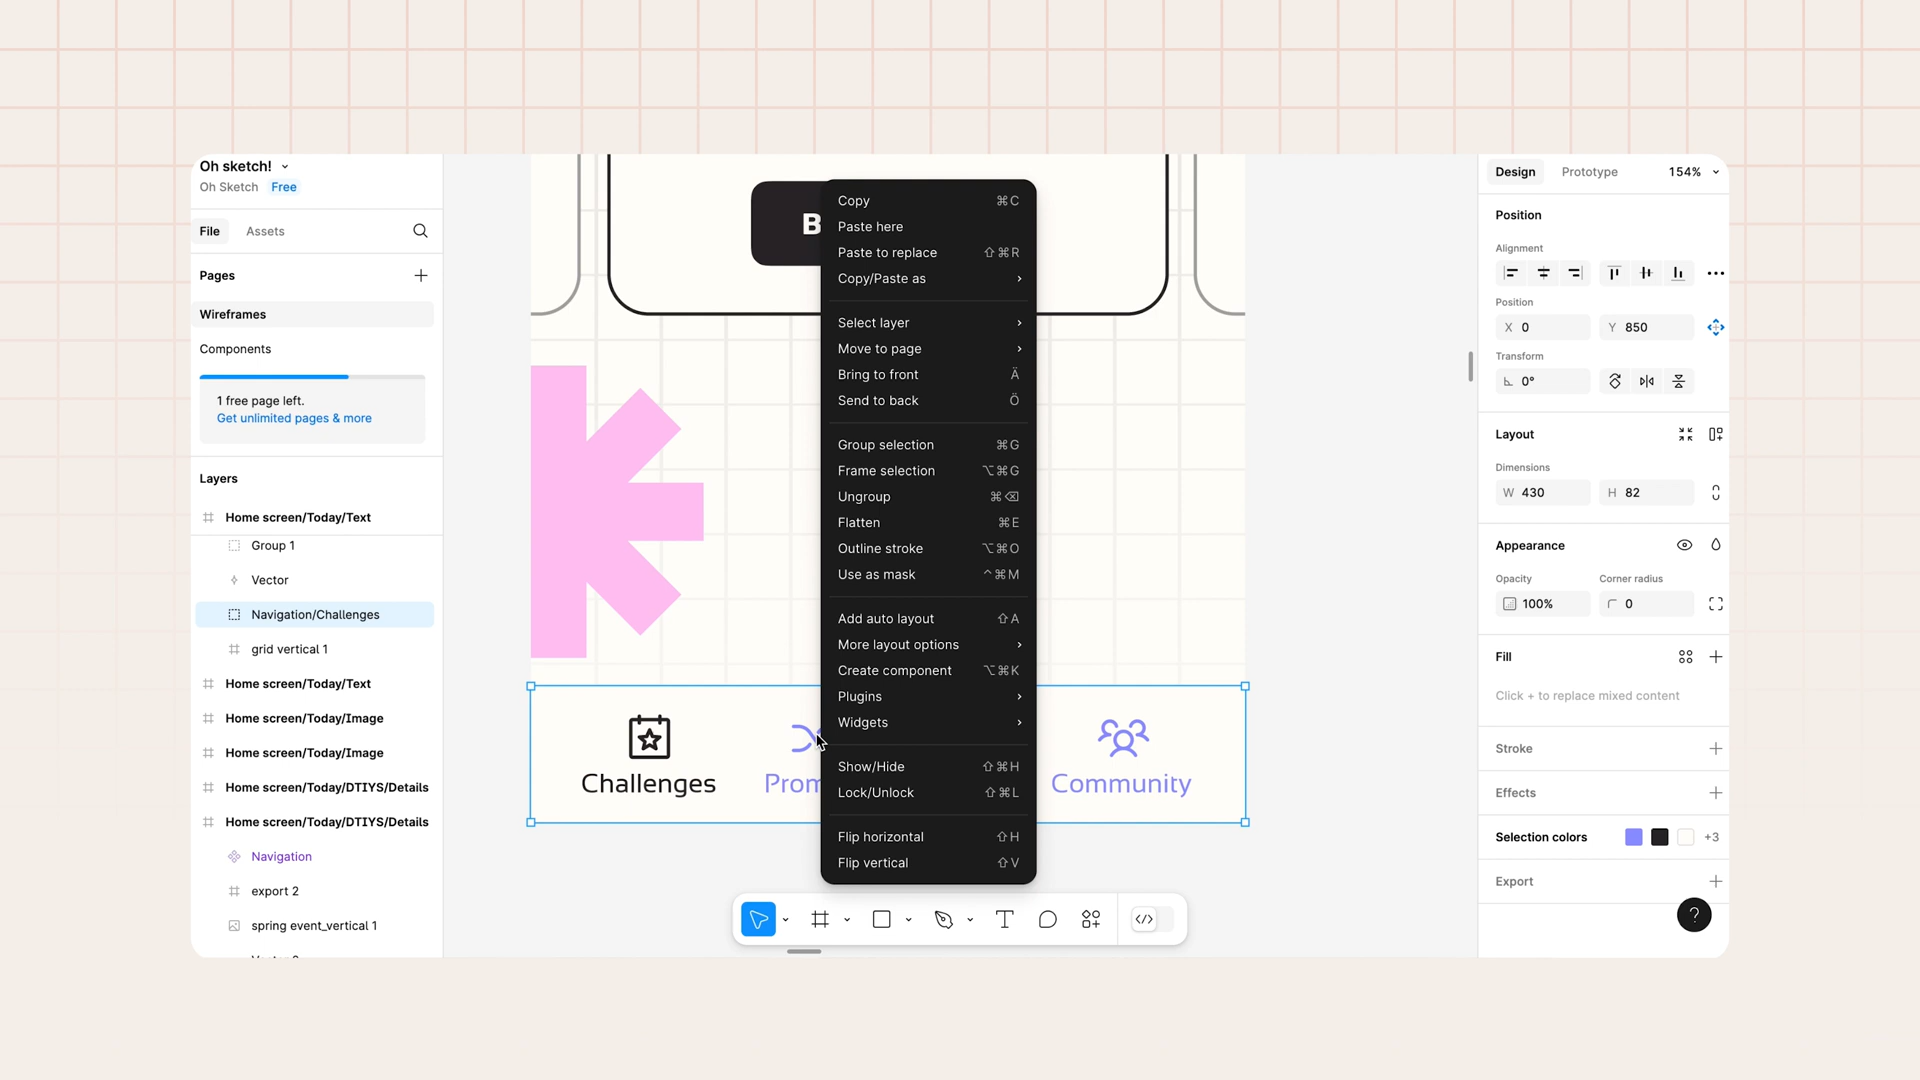 Oh sketch!
Oh Sketch Free
File Assets
Pages
Wireframes
Components
1 free page left.
Get unlimited pages & more
Layers
Home screen/Today/Text
Group 1
Vector
Navigation/Challenges
grid vertical 1
Home screen/Today/Text
Home screen/Today/Image
Home screen/Today/Image
Home screen/Today/DTIYS/Details
Home screen/Today/DTIYS/Details
Navigation
export 2
spring event_vertical 1
B
Challenges
Community
Copy ⌘C
Paste here
Paste to replace ⇧⌘R
Copy/Paste as
Select layer
Move to page
Bring to front Ä
Send to back Ö
Group selection ⌘G
Frame selection ⌥⌘G
Ungroup ⌘⌫
Flatten ⌘E
Outline stroke ⌥⌘O
Use as mask ^⌘M
Add auto layout ⇧A
More layout options
Create component ⌥⌘K
Plugins
Widgets
Show/Hide ⇧⌘H
Lock/Unlock ⇧⌘L
Flip horizontal ⇧H
Flip vertical ⇧V
Design Prototype 154%
Position
Alignment
Position
X 0 Y 850
Transform
0°
Layout
Dimensions
W 430 H 82
Appearance
Opacity Corner radius
100% 0
Fill
Click + to replace mixed content
Stroke
Effects
Selection colors +3
Export
?